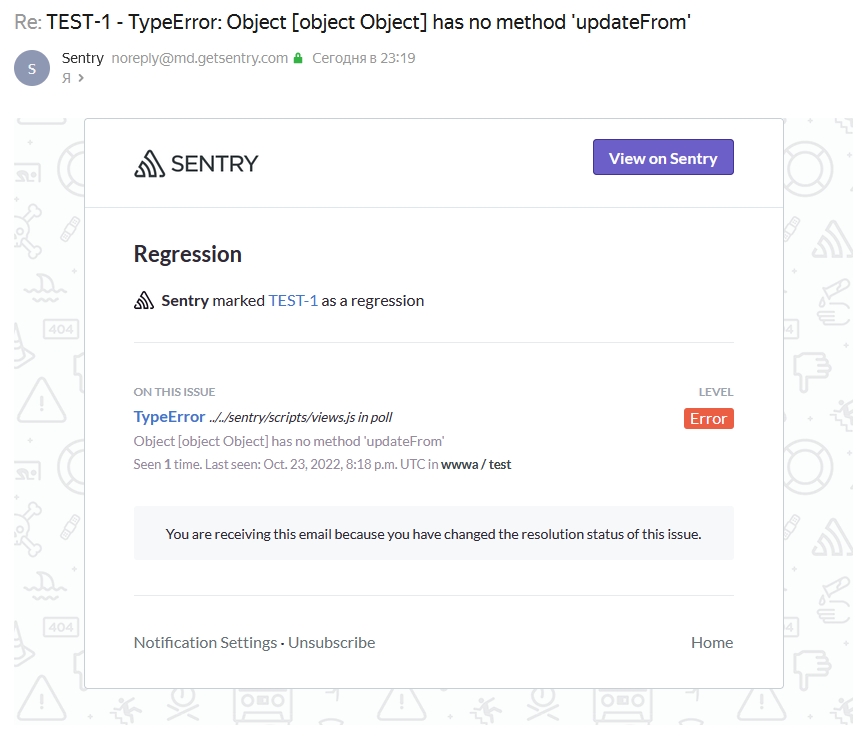 Re: TEST-1 - TypeError: Object [object Object] has no method 'updateFrom'
S
Sentry noreply@md.getsentry.com Сегодня в 23:19
Я >
SENTRY
View on Sentry
Regression
Sentry marked TEST-1 as a regression
ON THIS ISSUE
LEVEL
TypeError ../../sentry/scripts/views.js in poll
Error
Object [object Object] has no method 'updateFrom'
Seen 1 time. Last seen: Oct. 23, 2022, 8:18 p.m. UTC in wwwa / test
You are receiving this email because you have changed the resolution status of this issue.
Notification Settings · Unsubscribe
Home
404
404